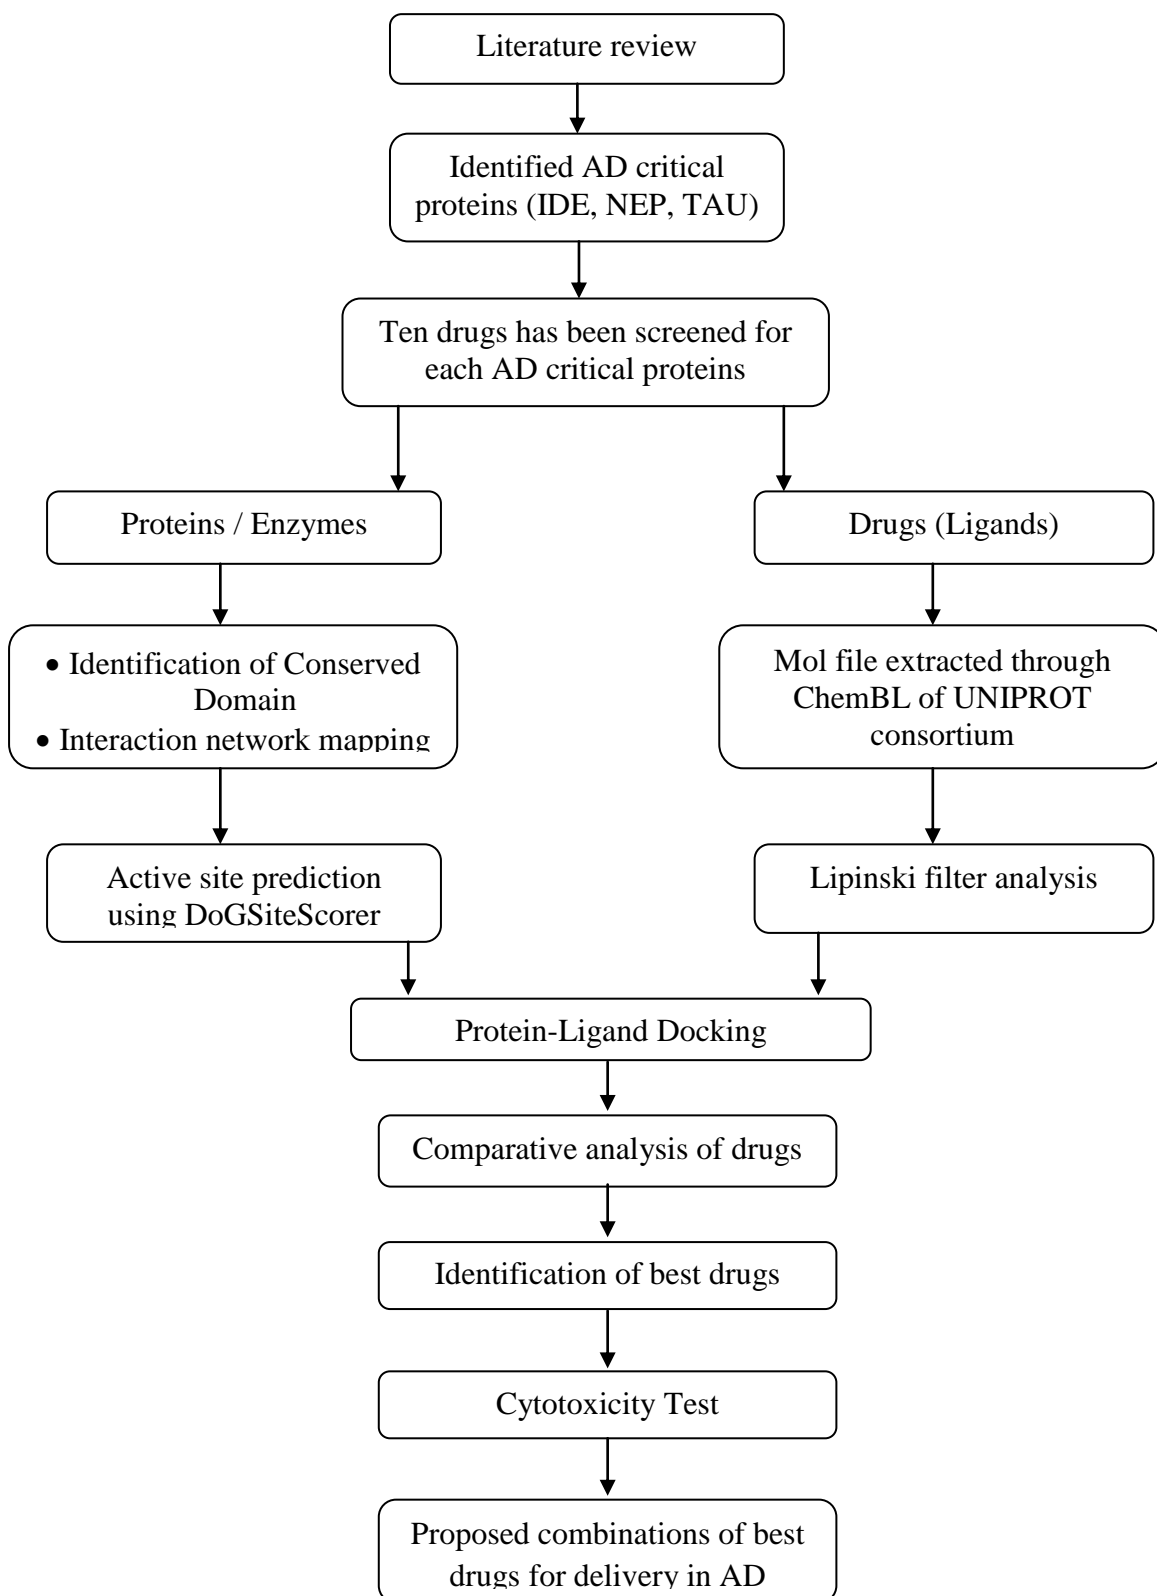 Literature review
Identified AD critical
proteins (IDE, NEP, TAU)
Ten drugs has been screened for
each AD critical proteins
Proteins / Enzymes
Drugs (Ligands)
• Identification of Conserved
Domain
• Interaction network mapping
Mol file extracted through
ChemBL of UNIPROT
consortium
Active site prediction
using DoGSiteScorer
Lipinski filter analysis
Protein-Ligand Docking
Comparative analysis of drugs
Identification of best drugs
Cytotoxicity Test
Proposed combinations of best
drugs for delivery in AD